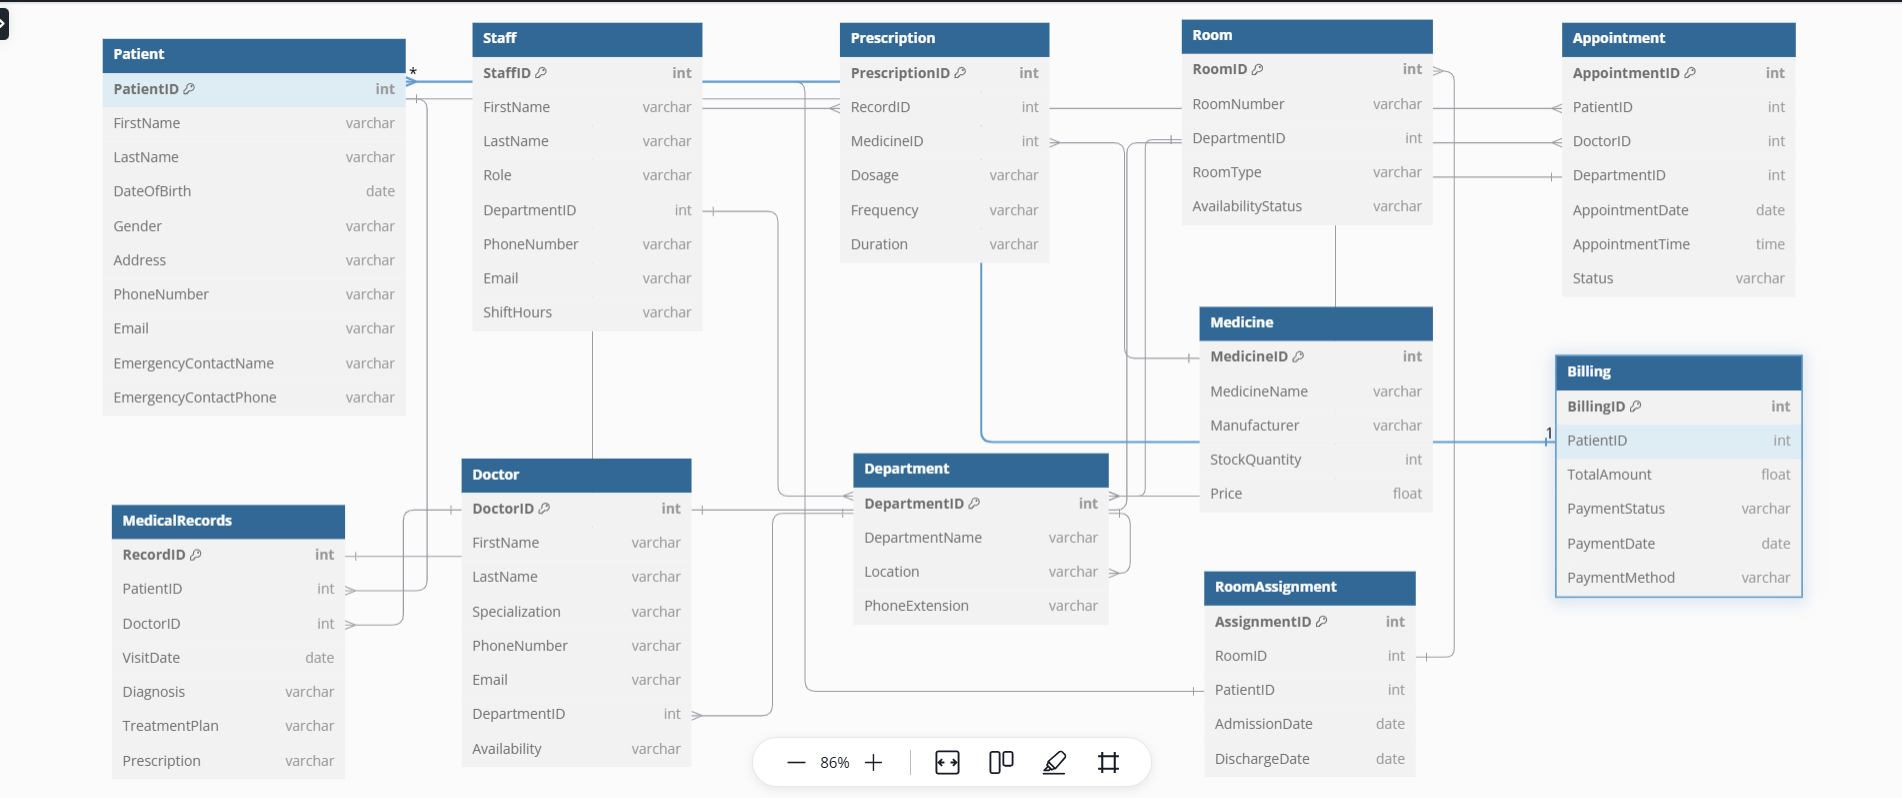 Patient
PatientID int
FirstName varchar
LastName varchar
DateOfBirth date
Gender varchar
Address varchar
PhoneNumber varchar
Email varchar
EmergencyContactName varchar
EmergencyContactPhone varchar
*
Staff
StaffID int
FirstName varchar
LastName varchar
Role varchar
DepartmentID int
PhoneNumber varchar
Email varchar
ShiftHours varchar
Prescription
PrescriptionID int
RecordID int
MedicineID int
Dosage varchar
Frequency varchar
Duration varchar
Room
RoomID int
RoomNumber varchar
DepartmentID int
RoomType varchar
AvailabilityStatus varchar
Appointment
AppointmentID int
PatientID int
DoctorID int
DepartmentID int
AppointmentDate date
AppointmentTime time
Status varchar
Medicine
MedicineID int
MedicineName varchar
Manufacturer varchar
StockQuantity int
Price float
1
Billing
BillingID int
PatientID int
TotalAmount float
PaymentStatus varchar
PaymentDate date
PaymentMethod varchar
MedicalRecords
RecordID int
PatientID int
DoctorID int
VisitDate date
Diagnosis varchar
TreatmentPlan varchar
Prescription varchar
Doctor
DoctorID int
FirstName varchar
LastName varchar
Specialization varchar
PhoneNumber varchar
Email varchar
DepartmentID int
Availability varchar
Department
DepartmentID int
DepartmentName varchar
Location varchar
PhoneExtension varchar
RoomAssignment
AssignmentID int
RoomID int
PatientID int
AdmissionDate date
DischargeDate date
86%